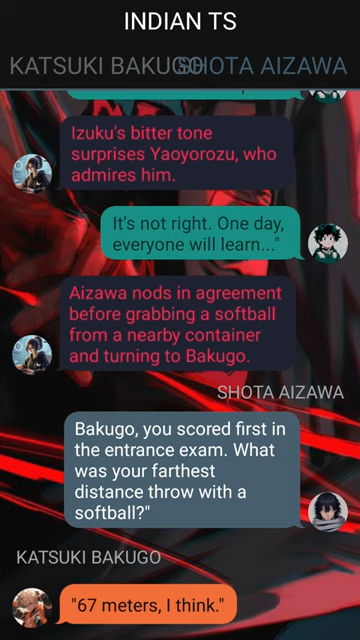 INDIAN TS
KATSUKI BAKUGO SHOTA AIZAWA
Izuku's bitter tone
surprises Yaoyorozu, who
admires him.
It's not right. One day,
everyone will learn..."
Aizawa nods in agreement
before grabbing a softball
from a nearby container
and turning to Bakugo.
SHOTA AIZAWA
Bakugo, you scored first in
the entrance exam. What
was your farthest
distance throw with a
softball?"
KATSUKI BAKUGO
"67 meters, I think."